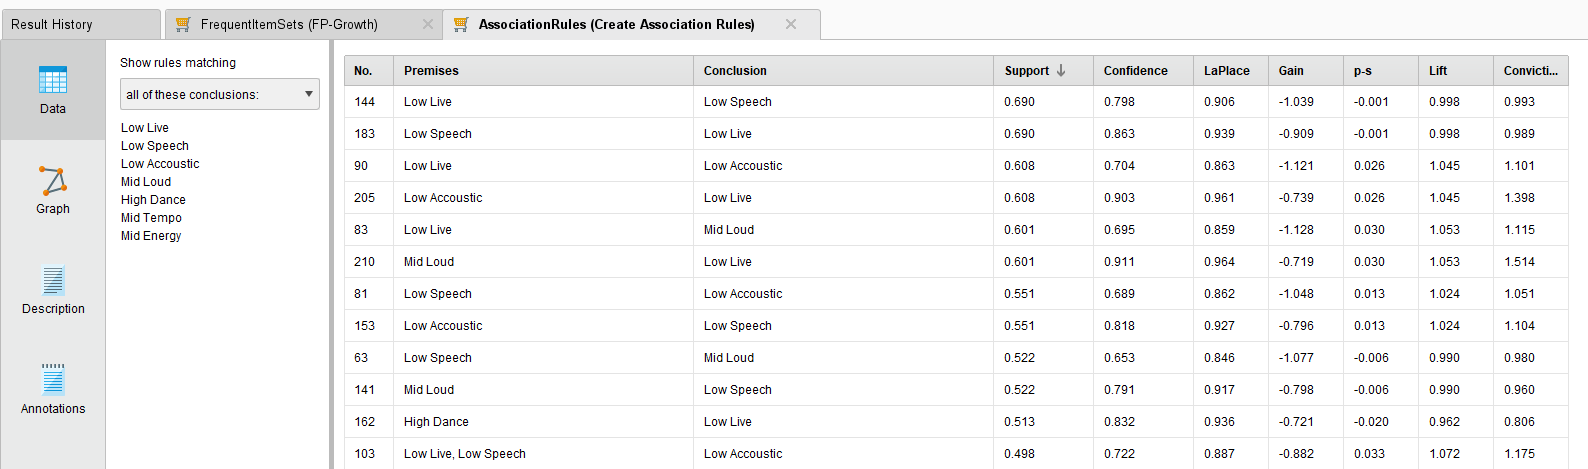 Result History
FrequentItemSets (FP-Growth)
AssociationRules (Create Association Rules)
Data
Graph
Description
Annotations
Show rules matching
all of these conclusions:
Low Live
Low Speech
Low Accoustic
Mid Loud
High Dance
Mid Tempo
Mid Energy
No. Premises Conclusion Support Confidence LaPlace Gain p-s Lift Convicti...
144 Low Live Low Speech 0.690 0.798 0.906 -1.039 -0.001 0.998 0.993
183 Low Speech Low Live 0.690 0.863 0.939 -0.909 -0.001 0.998 0.989
90 Low Live Low Accoustic 0.608 0.704 0.863 -1.121 0.026 1.045 1.101
205 Low Accoustic Low Live 0.608 0.903 0.961 -0.739 0.026 1.045 1.398
83 Low Live Mid Loud 0.601 0.695 0.859 -1.128 0.030 1.053 1.115
210 Mid Loud Low Live 0.601 0.911 0.964 -0.719 0.030 1.053 1.514
81 Low Speech Low Accoustic 0.551 0.689 0.862 -1.048 0.013 1.024 1.051
153 Low Accoustic Low Speech 0.551 0.818 0.927 -0.796 0.013 1.024 1.104
63 Low Speech Mid Loud 0.522 0.653 0.846 -1.077 -0.006 0.990 0.980
141 Mid Loud Low Speech 0.522 0.791 0.917 -0.798 -0.006 0.990 0.960
162 High Dance Low Live 0.513 0.832 0.936 -0.721 -0.020 0.962 0.806
103 Low Live, Low Speech Low Accoustic 0.498 0.722 0.887 -0.882 0.033 1.072 1.175